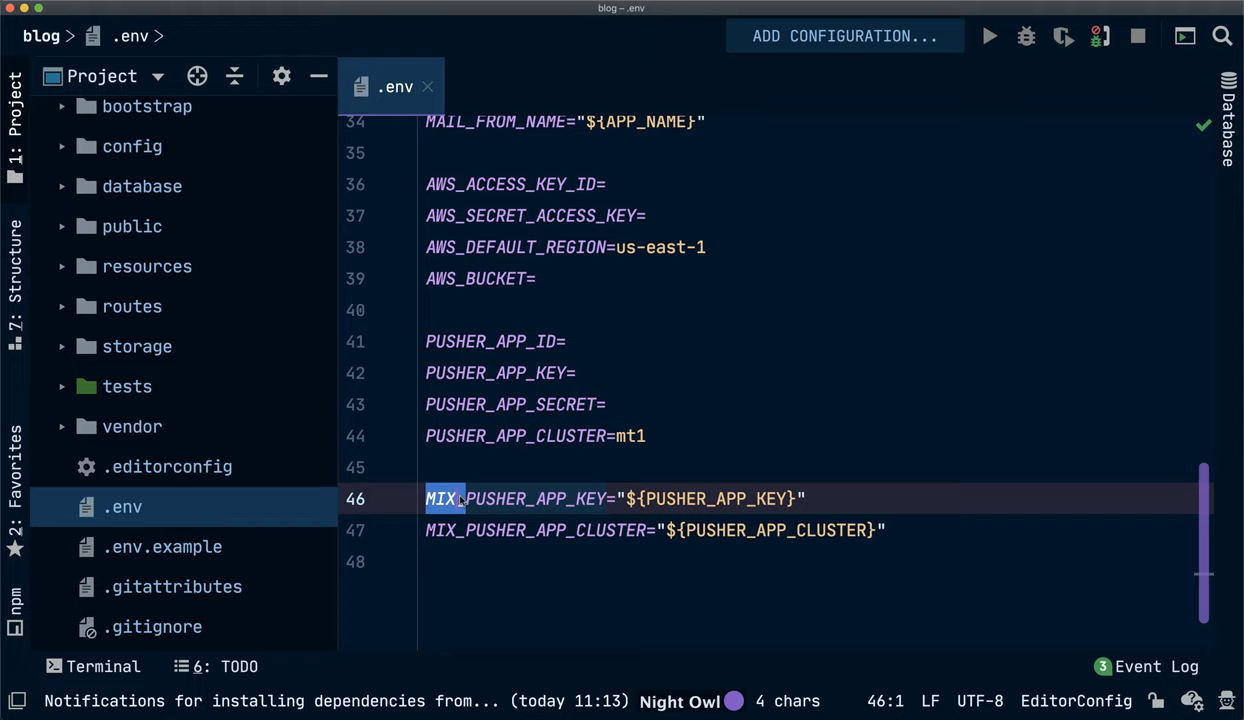 blog – .env
blog > .env >
ADD CONFIGURATION...
1: Project
7: Structure
2: Favorites
npm
Project
bootstrap
config
database
public
resources
routes
storage
tests
vendor
.editorconfig
.env
.env.example
.gitattributes
.gitignore
.env
34 MAIL_FROM_NAME="${APP_NAME}"
35
36 AWS_ACCESS_KEY_ID=
37 AWS_SECRET_ACCESS_KEY=
38 AWS_DEFAULT_REGION=us-east-1
39 AWS_BUCKET=
40
41 PUSHER_APP_ID=
42 PUSHER_APP_KEY=
43 PUSHER_APP_SECRET=
44 PUSHER_APP_CLUSTER=mt1
45
46 MIX_PUSHER_APP_KEY="${PUSHER_APP_KEY}"
47 MIX_PUSHER_APP_CLUSTER="${PUSHER_APP_CLUSTER}"
48
Database
Terminal 6: TODO 3 Event Log
Notifications for installing dependencies from... (today 11:13) Night Owl 4 chars 46:1 LF UTF-8 EditorConfig